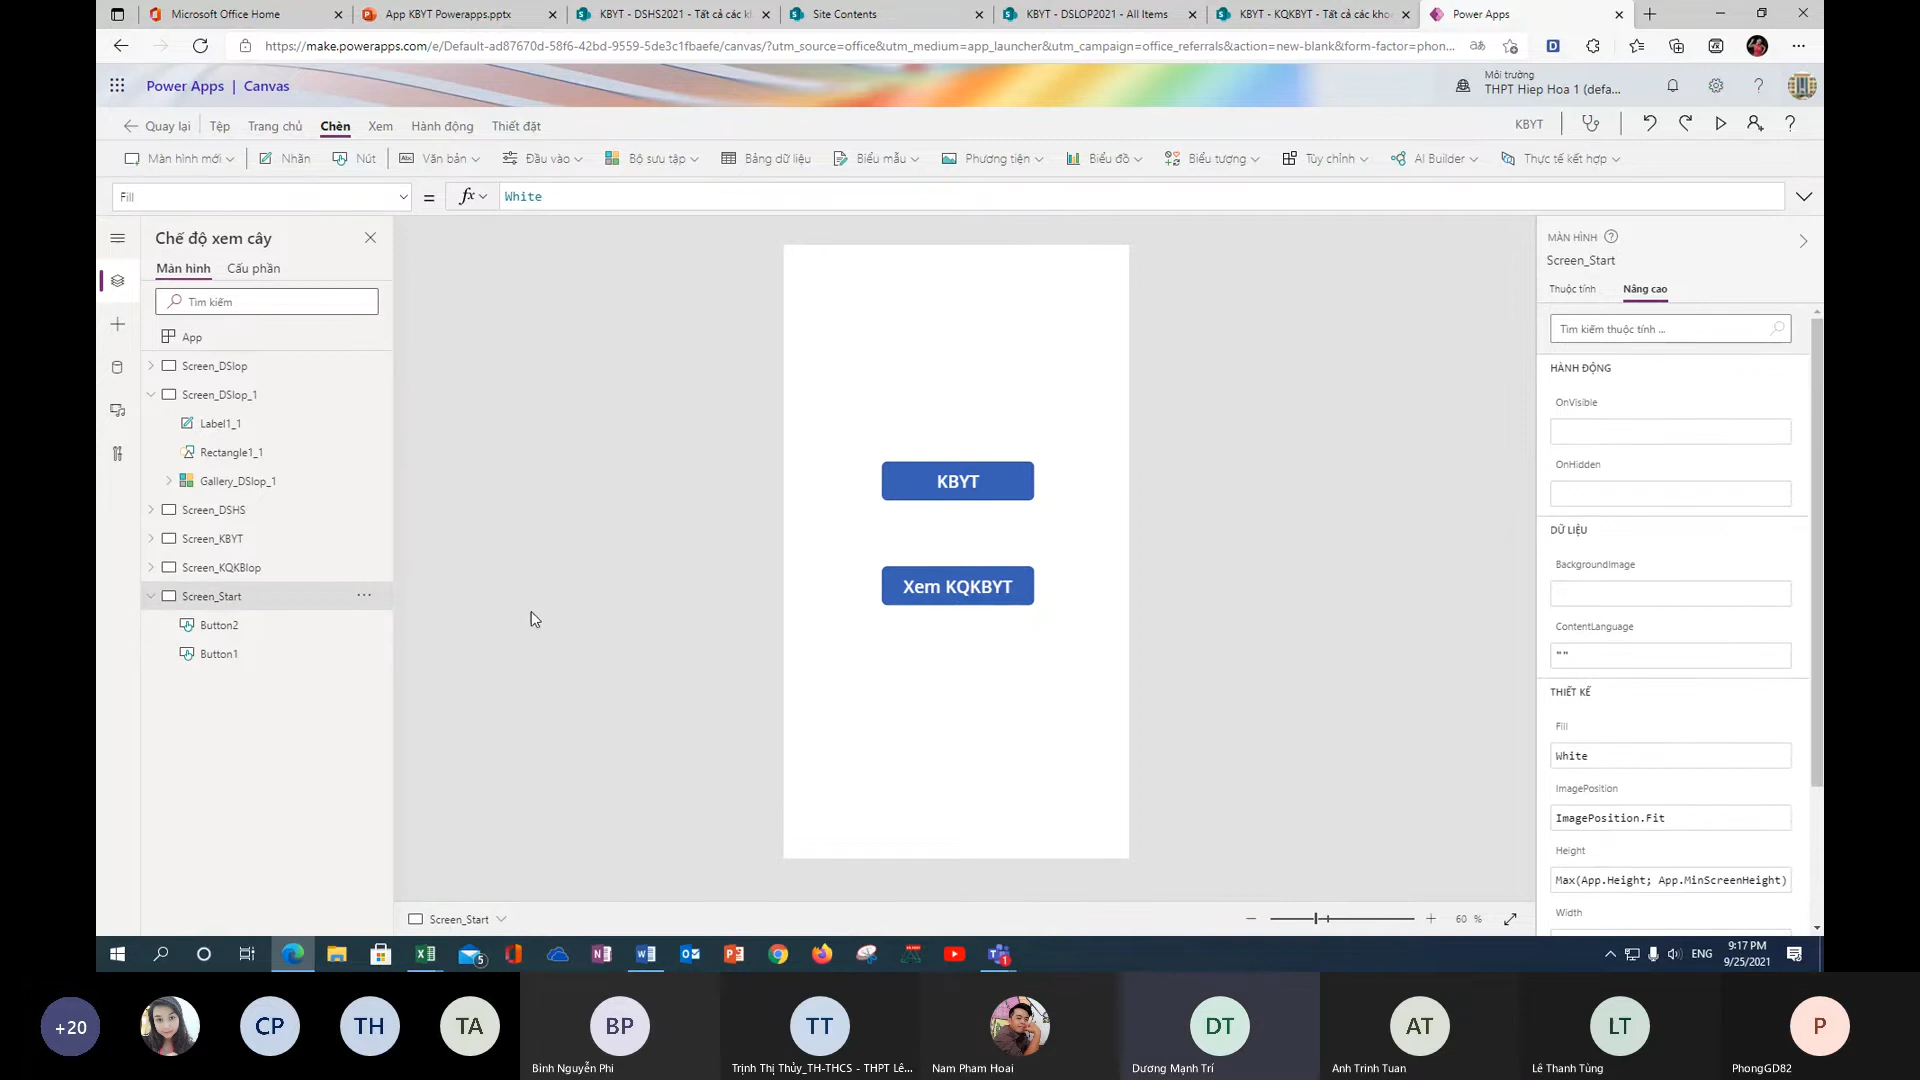 Microsoft Office Home
App KBYT Powerapps.pptx
KBYT - DSHS2021 - Tất cả các k
Site Contents
KBYT - DSLOP2021 - All Items
KBYT - KQKBYT - Tất cả các kho
Power Apps
https://make.powerapps.com/e/Default-ad87670d-58f6-42bd-9559-5de3c1fbaefe/canvas/?utm_source=office&utm_medium=app_launcher&utm_campaign=office_referrals&action=new-blank&form-factor=phon...
Power Apps | Canvas
Môi trường
THPT Hiep Hoa 1 (defa...
Quay lại
Tệp
Trang chủ
Chèn
Xem
Hành động
Thiết đặt
KBYT
Màn hình mới
Nhãn
Nút
Văn bản
Đầu vào
Bộ sưu tập
Bảng dữ liệu
Biểu mẫu
Phương tiện
Biểu đồ
Biểu tượng
Tùy chỉnh
AI Builder
Thực tế kết hợp
Fill
=
fx
White
Chế độ xem cây
Màn hình
Cấu phần
Tìm kiếm
App
Screen_DSlop
Screen_DSlop_1
Label1_1
Rectangle1_1
Gallery_DSlop_1
Screen_DSHS
Screen_KBYT
Screen_KQKBlop
Screen_Start
Button2
Button1
KBYT
Xem KQKBYT
MÀN HÌNH
Screen_Start
Thuộc tính
Nâng cao
Tìm kiếm thuộc tính ...
HÀNH ĐỘNG
OnVisible
OnHidden
DỮ LIỆU
BackgroundImage
ContentLanguage
""
THIẾT KẾ
Fill
White
ImagePosition
ImagePosition.Fit
Height
Max(App.Height; App.MinScreenHeight)
Width
Screen_Start
60 %
5
1
ENG
9:17 PM
9/25/2021
+20
CP
TH
TA
BP
Bình Nguyễn Phi
TT
Trịnh Thị Thủy_TH-THCS - THPT Lê...
Nam Pham Hoai
DT
Dương Mạnh Trí
AT
Anh Trinh Tuan
LT
Lê Thanh Tùng
P
PhongGD82